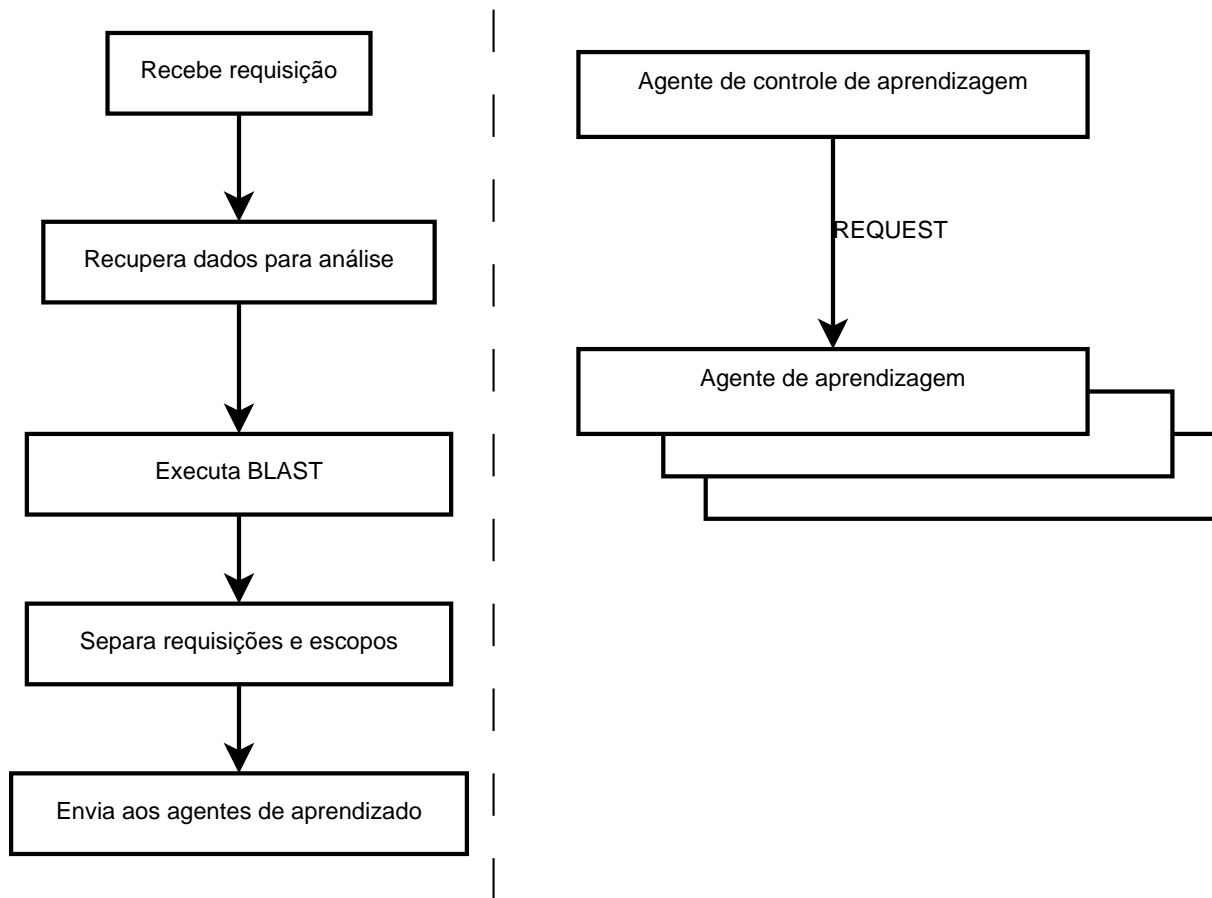 Recebe requisição
Recupera dados para análise
Executa BLAST
Separa requisições e escopos
Envia aos agentes de aprendizado
Agente de controle de aprendizagem
REQUEST
Agente de aprendizagem